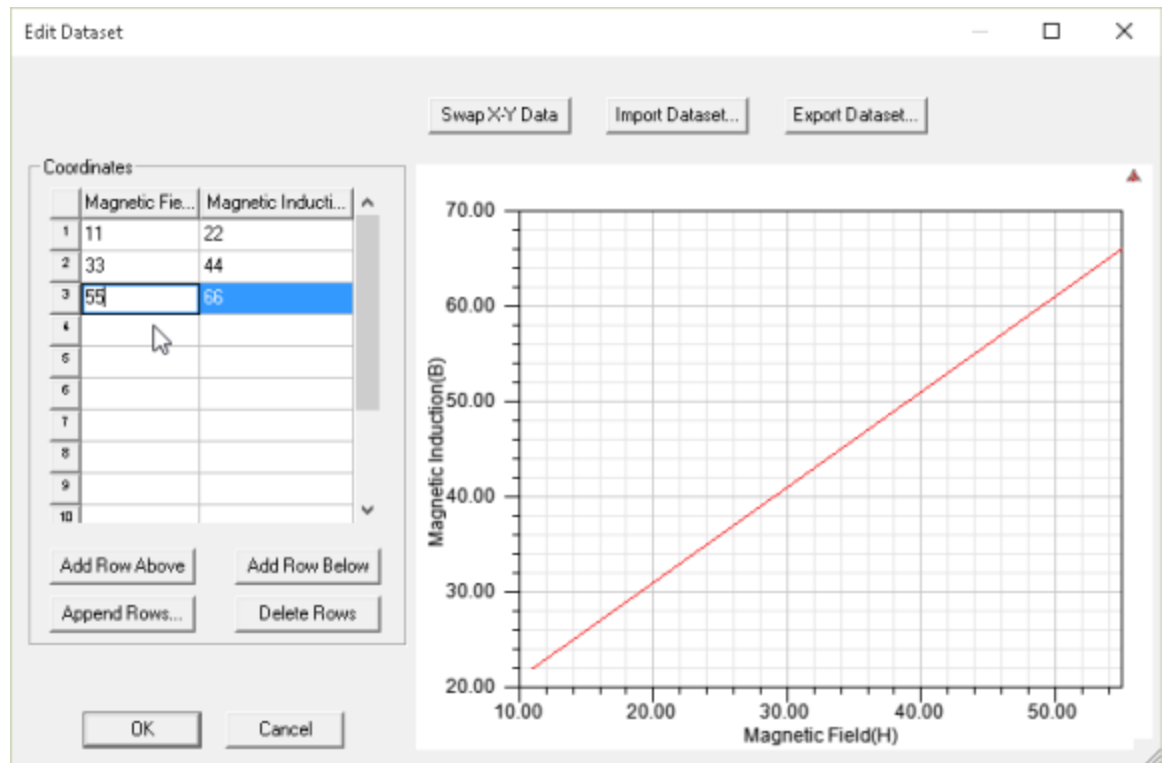 Edit Dataset
Swap X-Y Data Import Dataset... Export Dataset...
Coordinates
Magnetic Fie... Magnetic Inducti...
1 11 22
2 33 44
3 55 66
4
5
6
7
8
9
10
Add Row Above Add Row Below
Append Rows... Delete Rows
OK Cancel
70.00
60.00
50.00
40.00
30.00
20.00
Magnetic Induction(B)
10.00 20.00 30.00 40.00 50.00
Magnetic Field(H)